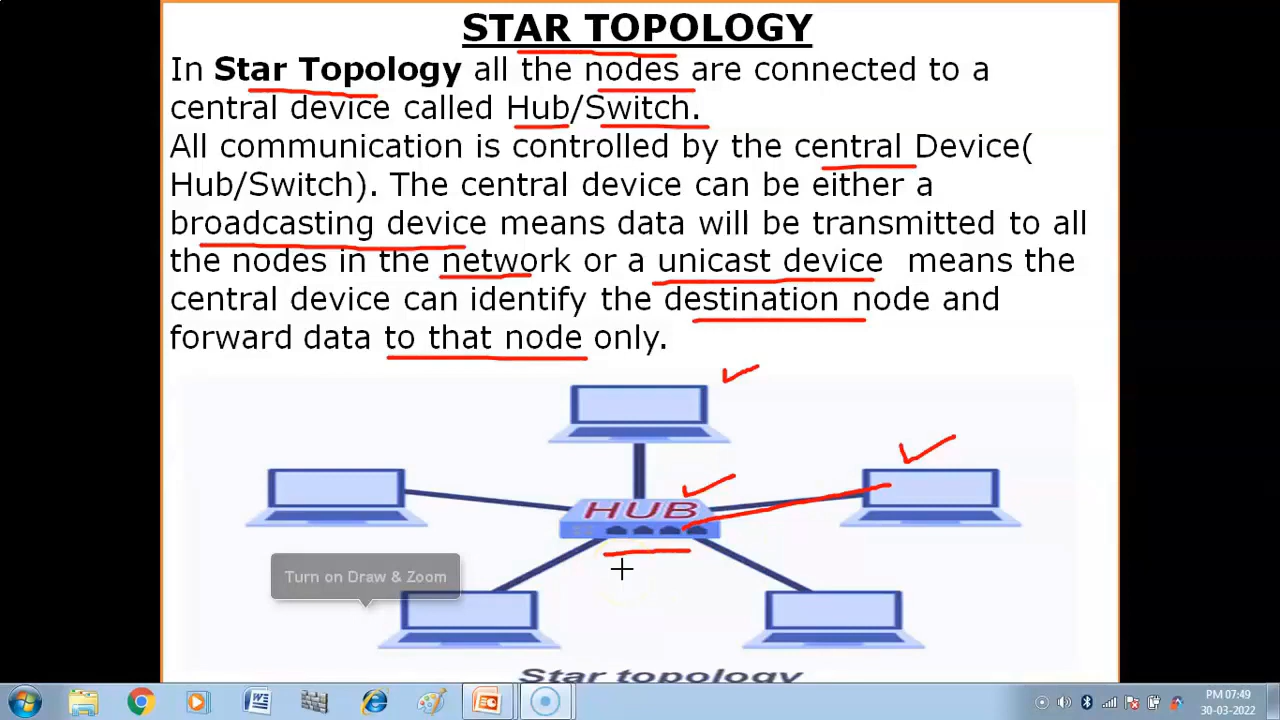 STAR TOPOLOGY
In Star Topology all the nodes are connected to a
central device called Hub/Switch.
All communication is controlled by the central Device(
Hub/Switch). The central device can be either a
broadcasting device means data will be transmitted to all
the nodes in the network or a unicast device means the
central device can identify the destination node and
forward data to that node only.
HUB
Turn on Draw & Zoom
Star topology
PM 07:49
30-03-2022